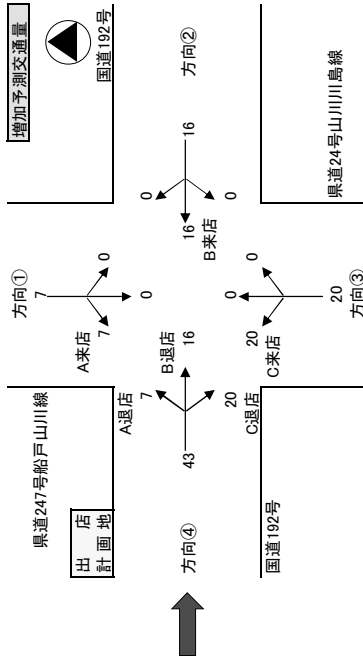 増加予測交通量
国道192号
県道247号船戸山川線
方向①
7
0
0
7
A来店
出店
計画地
A退店
7
B退店
16
43
20
C退店
方向④
方向②
16
0
16
0
B来店
0
0
20
C来店
20
方向③
国道192号
県道24号山川川島線